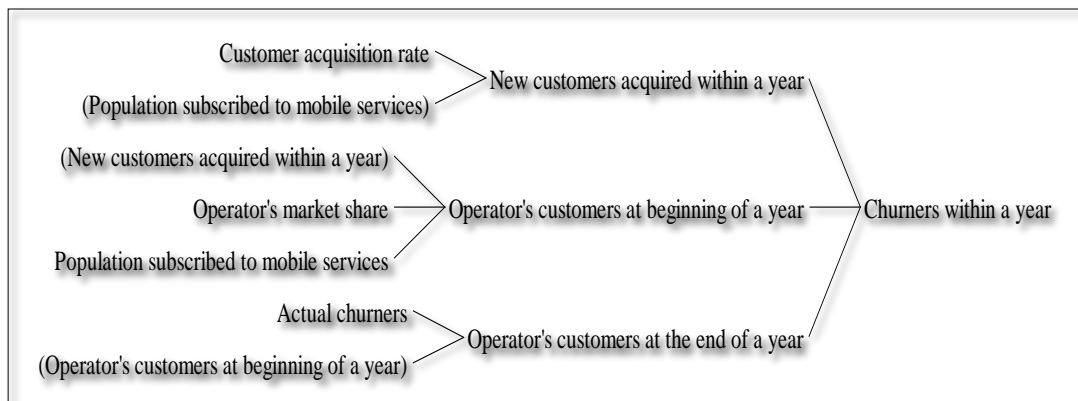 Customer acquisition rate
New customers acquired within a year
(Population subscribed to mobile services)
(New customers acquired within a year)
Operator's market share
Operator's customers at beginning of a year
Churners within a year
Population subscribed to mobile services
Actual churners
Operator's customers at the end of a year
(Operator's customers at beginning of a year)